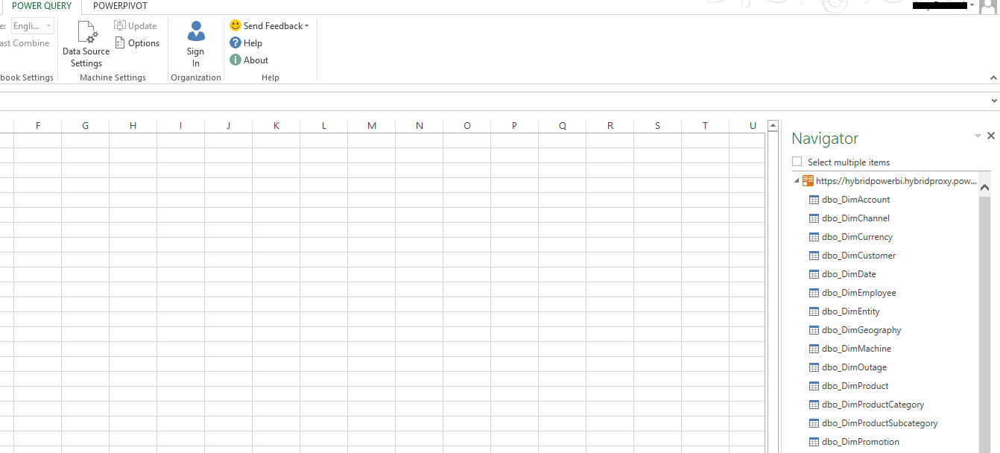 POWER QUERY POWERPIVOT
e: Engli...
Update
Send Feedback
ast Combine
Data Source
Settings
Options
Sign
In
Help
About
book Settings
Machine Settings
Organization
Help
F G H I J K L M N O P Q R S T U
Navigator
Select multiple items
https://hybridpowerbi.hybridproxy.pow...
dbo_DimAccount
dbo_DimChannel
dbo_DimCurrency
dbo_DimCustomer
dbo_DimDate
dbo_DimEmployee
dbo_DimEntity
dbo_DimGeography
dbo_DimMachine
dbo_DimOutage
dbo_DimProduct
dbo_DimProductCategory
dbo_DimProductSubcategory
dbo_DimPromotion